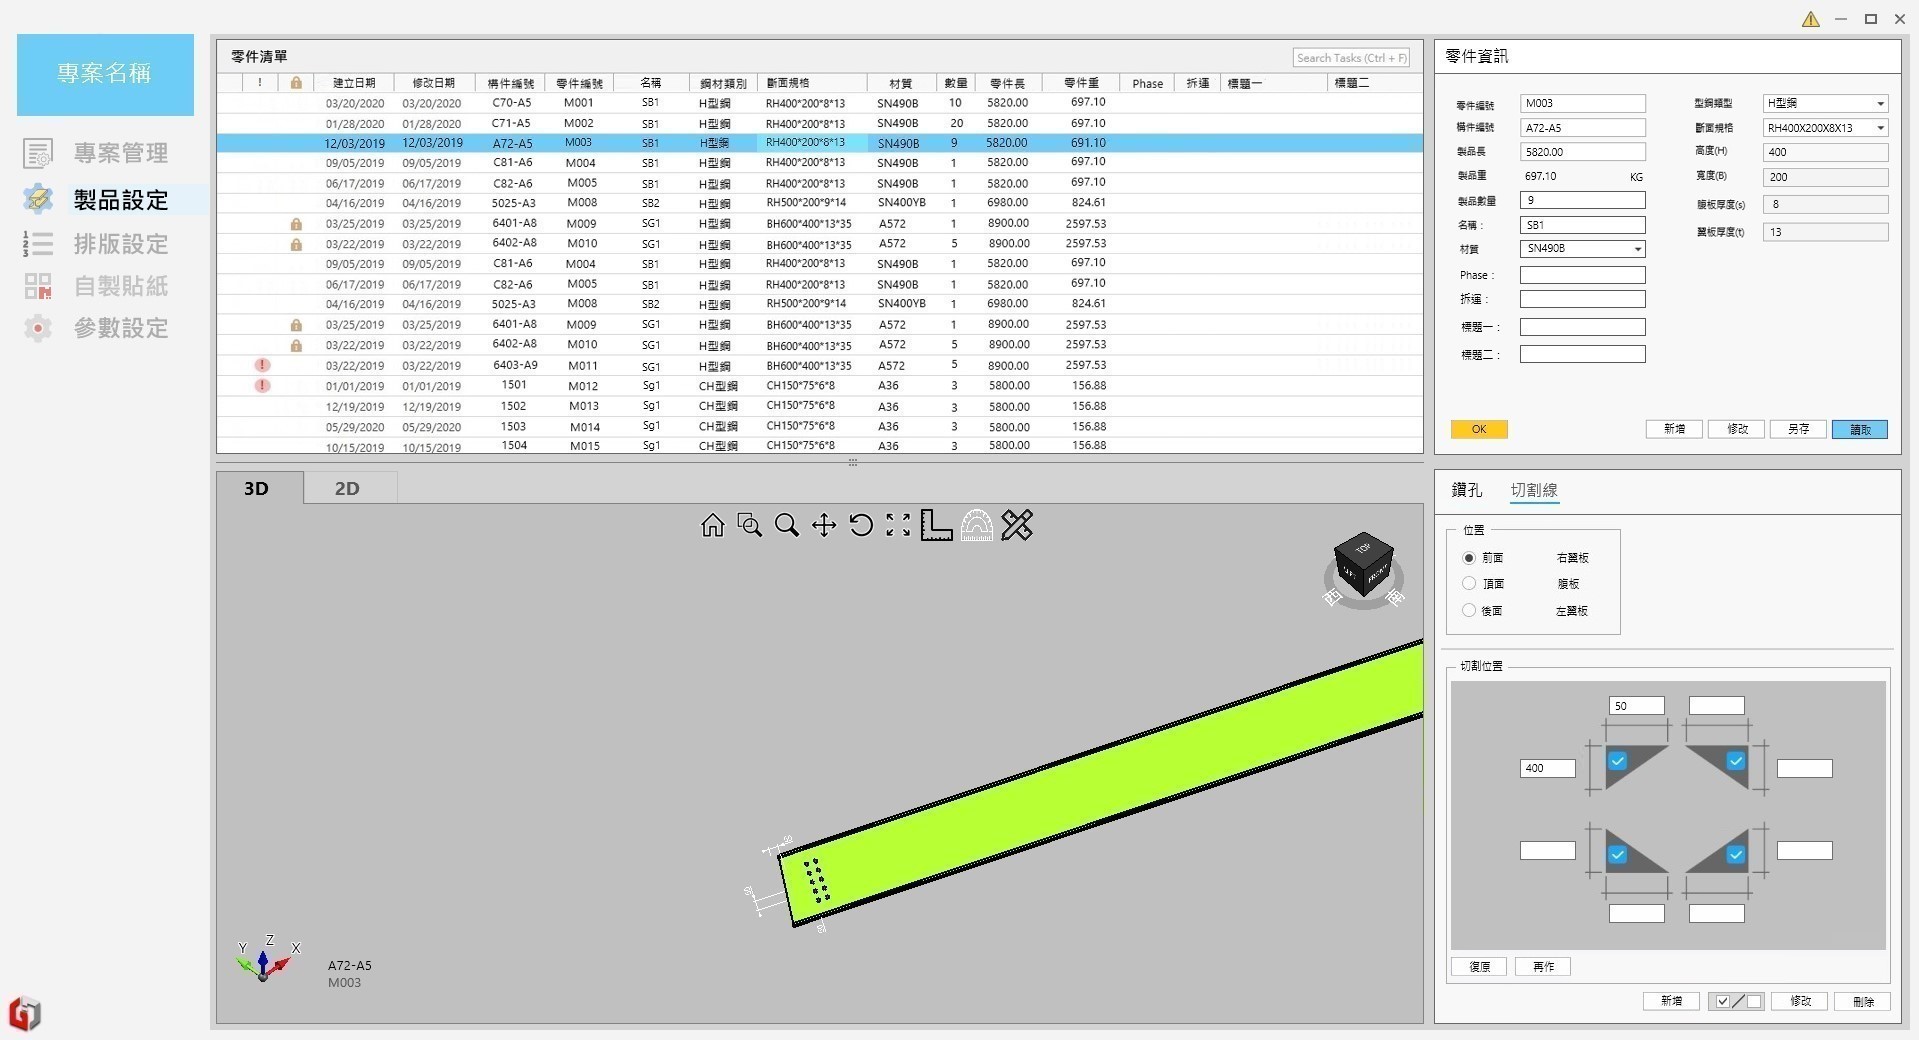 專案名稱
專案管理
製品設定
排版設定
自製貼紙
參數設定
零件清單
Search Tasks (Ctrl + F)
! 建立日期 修改日期 構件編號 零件編號 名稱 鋼材類別 斷面規格 材質 數量 零件長 零件重 Phase 拆運 標題一 標題二
03/20/2020 03/20/2020 C70-A5 M001 SB1 H型鋼 RH400*200*8*13 SN490B 10 5820.00 697.10
01/28/2020 01/28/2020 C71-A5 M002 SB1 H型鋼 RH400*200*8*13 SN490B 20 5820.00 697.10
12/03/2019 12/03/2019 A72-A5 M003 SB1 H型鋼 RH400*200*8*13 SN490B 9 5820.00 691.10
09/05/2019 09/05/2019 C81-A6 M004 SB1 H型鋼 RH400*200*8*13 SN490B 1 5820.00 697.10
06/17/2019 06/17/2019 C82-A6 M005 SB1 H型鋼 RH400*200*8*13 SN490B 1 5820.00 697.10
04/16/2019 04/16/2019 5025-A3 M008 SB2 H型鋼 RH500*200*9*14 SN400YB 1 6980.00 824.61
03/25/2019 03/25/2019 6401-A8 M009 SG1 H型鋼 BH600*400*13*35 A572 1 8900.00 2597.53
03/22/2019 03/22/2019 6402-A8 M010 SG1 H型鋼 BH600*400*13*35 A572 5 8900.00 2597.53
09/05/2019 09/05/2019 C81-A6 M004 SB1 H型鋼 RH400*200*8*13 SN490B 1 5820.00 697.10
06/17/2019 06/17/2019 C82-A6 M005 SB1 H型鋼 RH400*200*8*13 SN490B 1 5820.00 697.10
04/16/2019 04/16/2019 5025-A3 M008 SB2 H型鋼 RH500*200*9*14 SN400YB 1 6980.00 824.61
03/25/2019 03/25/2019 6401-A8 M009 SG1 H型鋼 BH600*400*13*35 A572 1 8900.00 2597.53
03/22/2019 03/22/2019 6402-A8 M010 SG1 H型鋼 BH600*400*13*35 A572 5 8900.00 2597.53
! 03/22/2019 03/22/2019 6403-A9 M011 SG1 H型鋼 BH600*400*13*35 A572 5 8900.00 2597.53
! 01/01/2019 01/01/2019 1501 M012 Sg1 CH型鋼 CH150*75*6*8 A36 3 5800.00 156.88
12/19/2019 12/19/2019 1502 M013 Sg1 CH型鋼 CH150*75*6*8 A36 3 5800.00 156.88
05/29/2020 05/29/2020 1503 M014 Sg1 CH型鋼 CH150*75*6*8 A36 3 5800.00 156.88
10/15/2019 10/15/2019 1504 M015 Sg1 CH型鋼 CH150*75*6*8 A36 3 5800.00 156.88
3D 2D
TOP
LEFT FRONT
西 南
Y Z X
A72-A5
M003
零件資訊
零件編號 M003 型鋼類型 H型鋼
構件編號 A72-A5 斷面規格 RH400X200X8X13
製品長 5820.00 高度(H) 400
製品重 697.10 KG 寬度(B) 200
製品數量 9 腹板厚度(s) 8
名稱： SB1 翼板厚度(t) 13
材質 SN490B
Phase：
拆運：
標題一：
標題二：
OK 新增 修改 另存 讀取
鑽孔 切割線
位置
前面 右翼板
頂面 腹板
後面 左翼板
切割位置
50
400
復原 再作
新增 修改 刪除